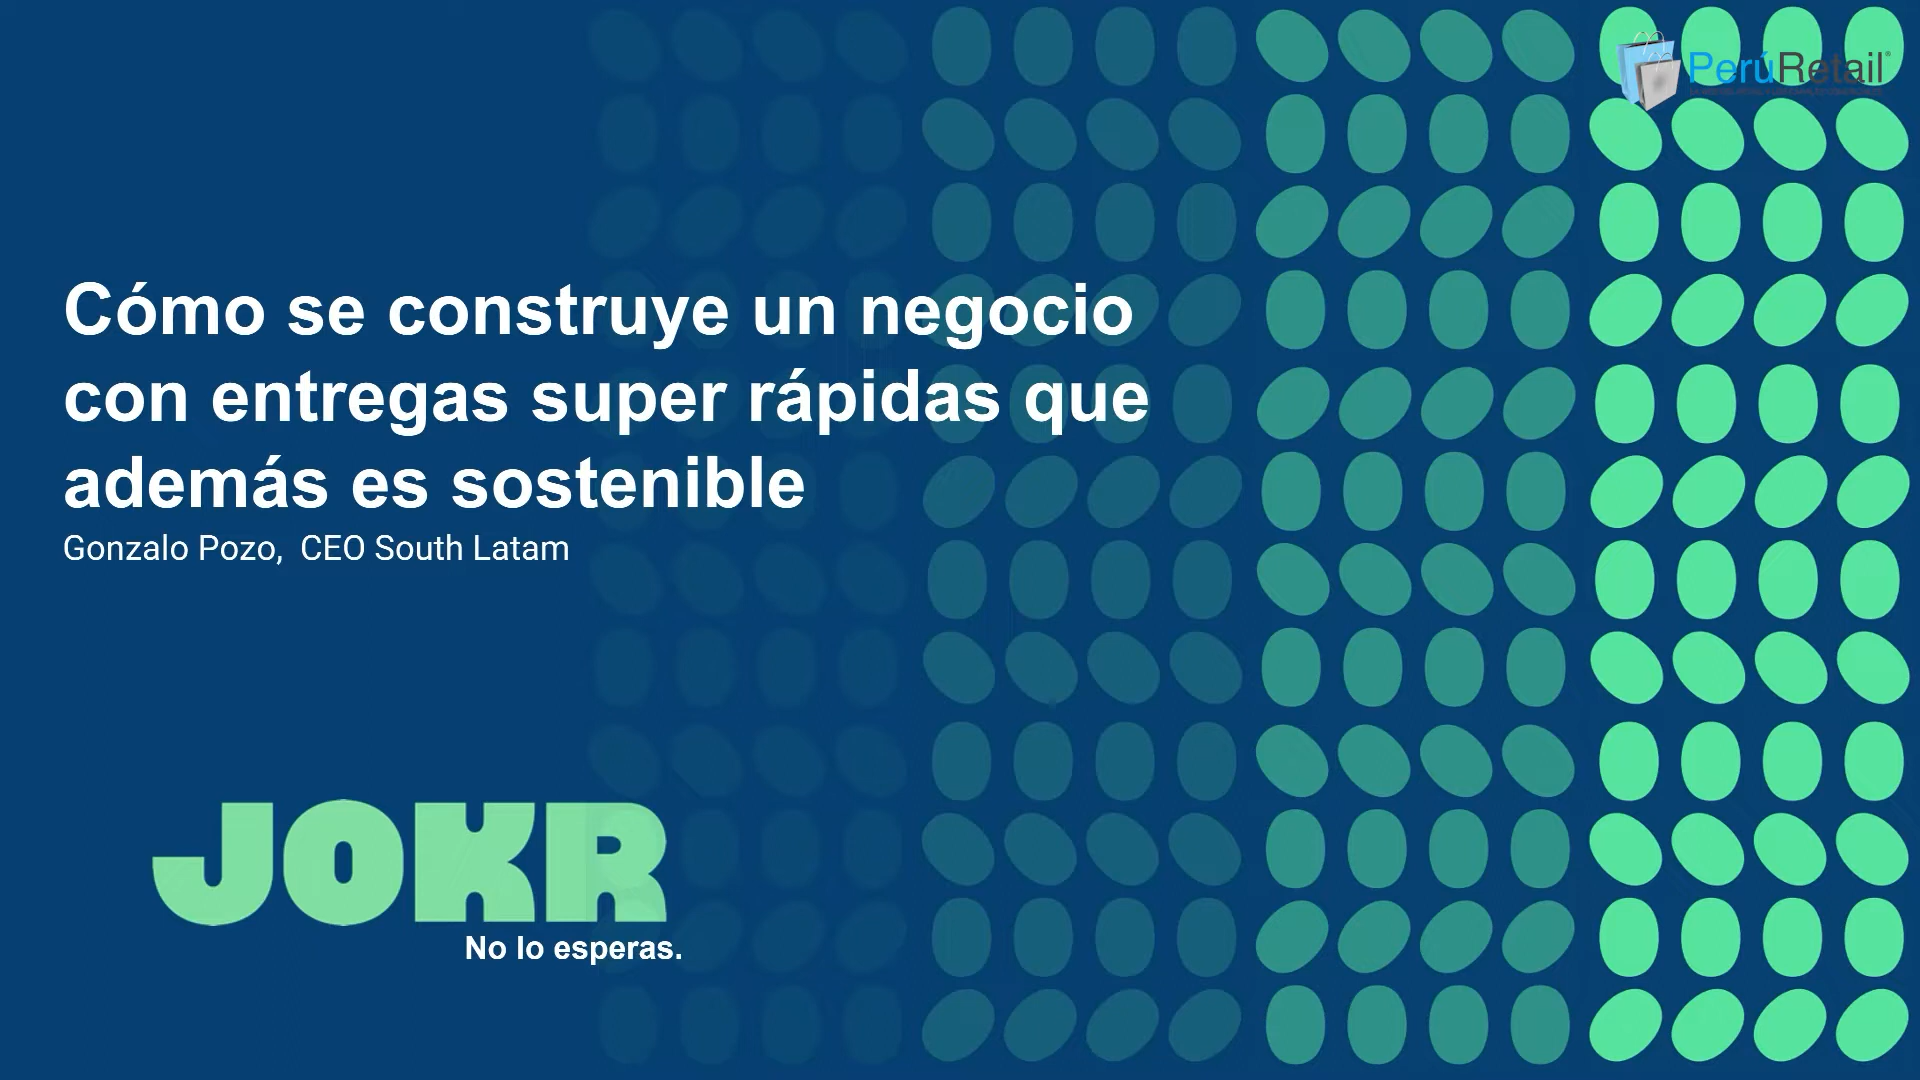 PerúRetail
Cómo se construye un negocio
con entregas super rápidas que
además es sostenible
Gonzalo Pozo, CEO South Latam
JOKR
No lo esperas.